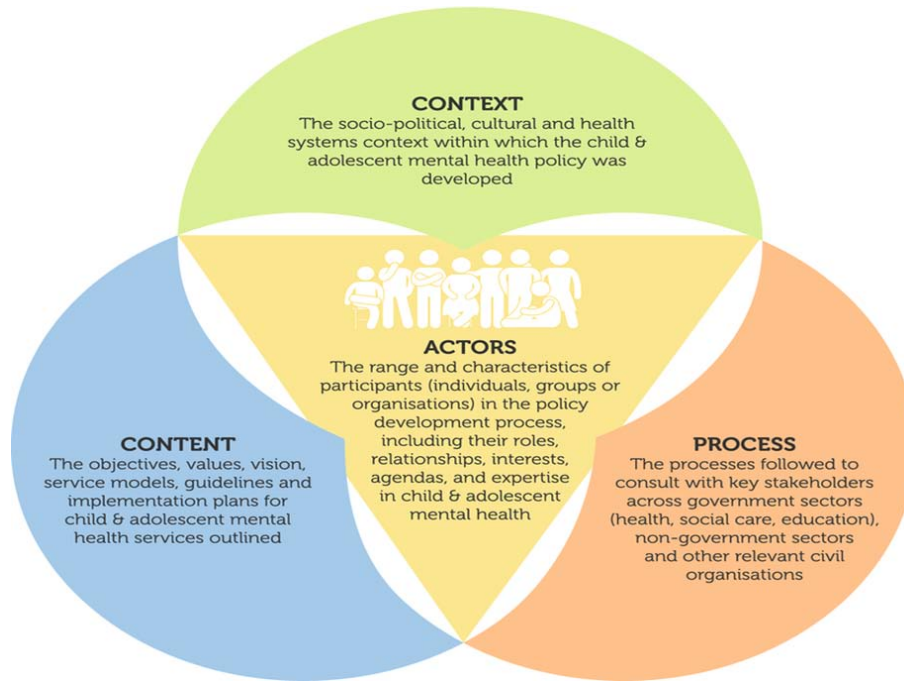 CONTEXT
The socio-political, cultural and health
systems context within which the child &
adolescent mental health policy was
developed
ACTORS
The range and characteristics of
participants (individuals, groups or
organisations) in the policy
development process,
including their roles,
relationships, interests,
agendas, and expertise
in child & adolescent
mental health
CONTENT
The objectives, values, vision,
service models, guidelines and
implementation plans for
child & adolescent mental
health services outlined
PROCESS
The processes followed to
consult with key stakeholders
across government sectors
(health, social care, education),
non-government sectors
and other relevant civil
organisations